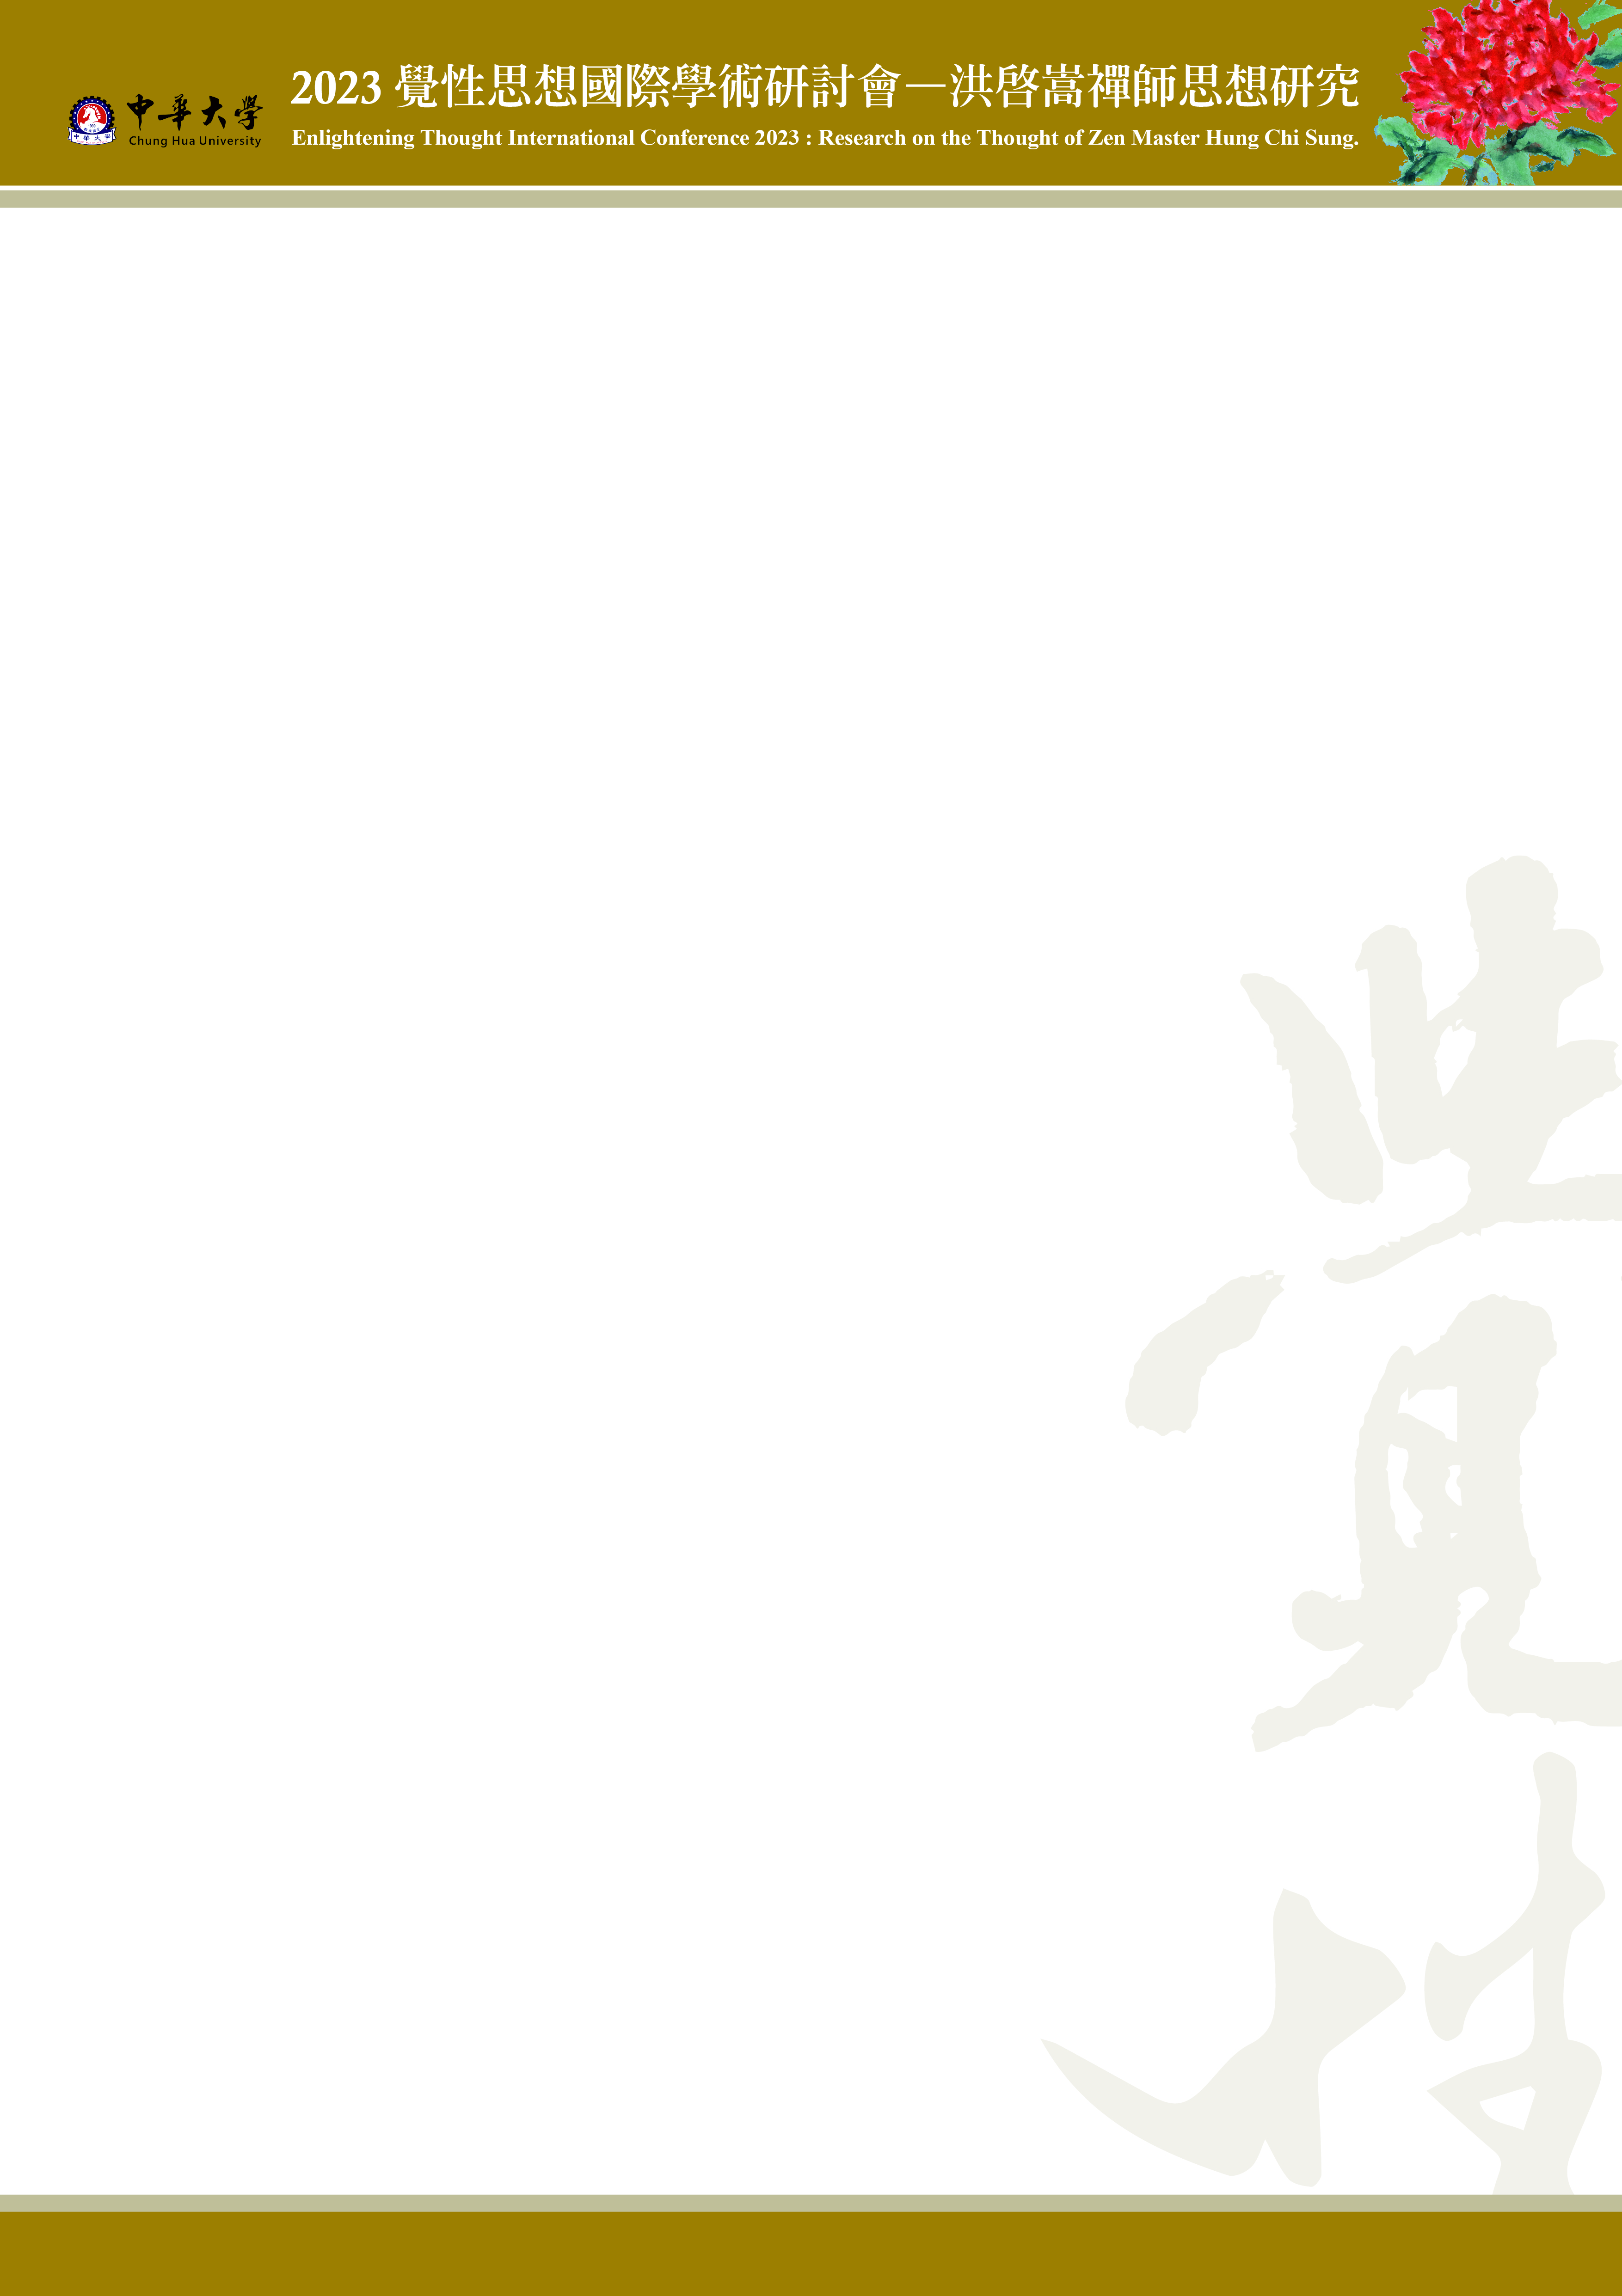 2023 覺性思想國際學術研討會—洪啓嵩禪師思想研究
中華大學
Chung Hua University
Enlightening Thought International Conference 2023 : Research on the Thought of Zen Master Hung Chi Sung.
覺性